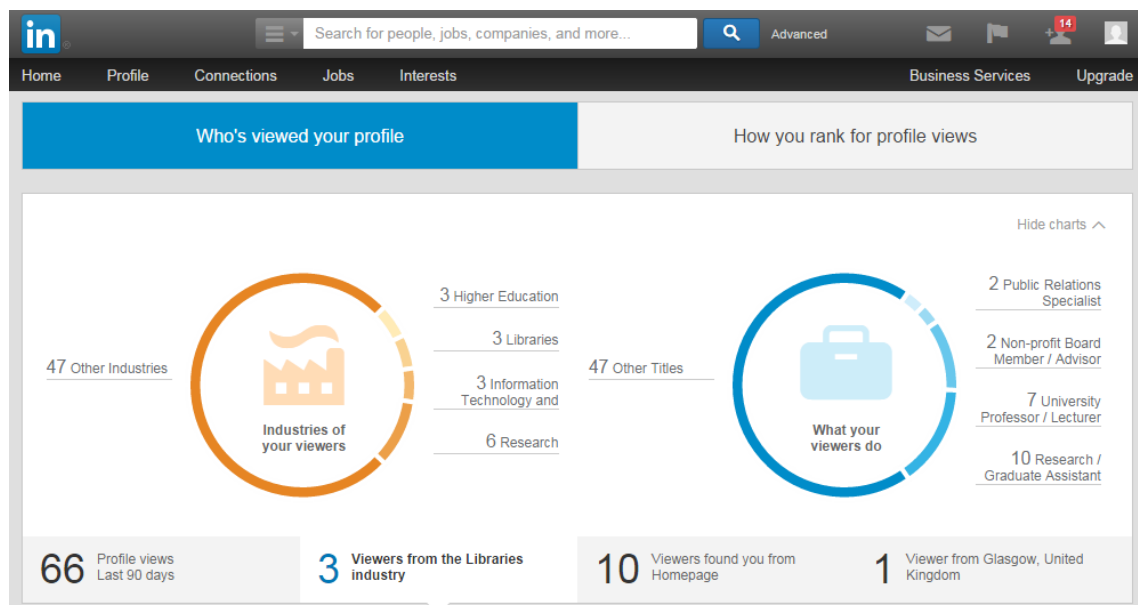 in
Search for people, jobs, companies, and more...
Advanced
14
Home Profile Connections Jobs Interests Business Services Upgrade
Who's viewed your profile
How you rank for profile views
Hide charts
47 Other Industries
Industries of
your viewers
3 Higher Education
3 Libraries
3 Information
Technology and
6 Research
47 Other Titles
What your
viewers do
2 Public Relations
Specialist
2 Non-profit Board
Member / Advisor
7 University
Professor / Lecturer
10 Research /
Graduate Assistant
66 Profile views
Last 90 days
3 Viewers from the Libraries
industry
10 Viewers found you from
Homepage
1 Viewer from Glasgow, United
Kingdom